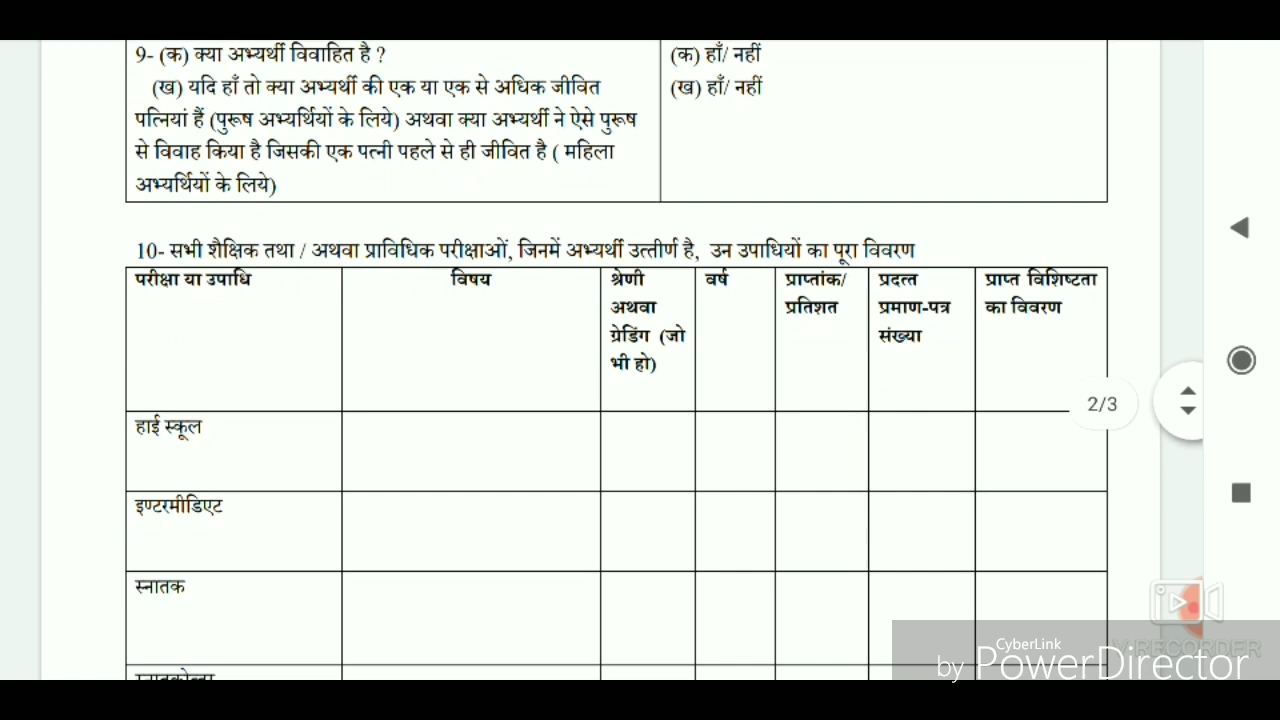 9- (क) क्या अभ्यर्थी विवाहित है ?
(ख) यदि हाँ तो क्या अभ्यर्थी की एक या एक से अधिक जीवित
पत्नियां हैं (पुरूष अभ्यर्थियों के लिये) अथवा क्या अभ्यर्थी ने ऐसे पुरूष
से विवाह किया है जिसकी एक पत्नी पहले से ही जीवित है ( महिला
अभ्यर्थियों के लिये)
(क) हाँ/ नहीं
(ख) हाँ/ नहीं
10- सभी शैक्षिक तथा / अथवा प्राविधिक परीक्षाओं, जिनमें अभ्यर्थी उत्तीर्ण है, उन उपाधियों का पूरा विवरण
परीक्षा या उपाधि
विषय
श्रेणी
अथवा
ग्रेडिंग (जो
भी हो)
वर्ष
प्राप्तांक/
प्रतिशत
प्रदत्त
प्रमाण-पत्र
संख्या
प्राप्त विशिष्टता
का विवरण
2/3
हाई स्कूल
इण्टरमीडिएट
स्नातक
V RECORDER
CyberLink
by PowerDirector